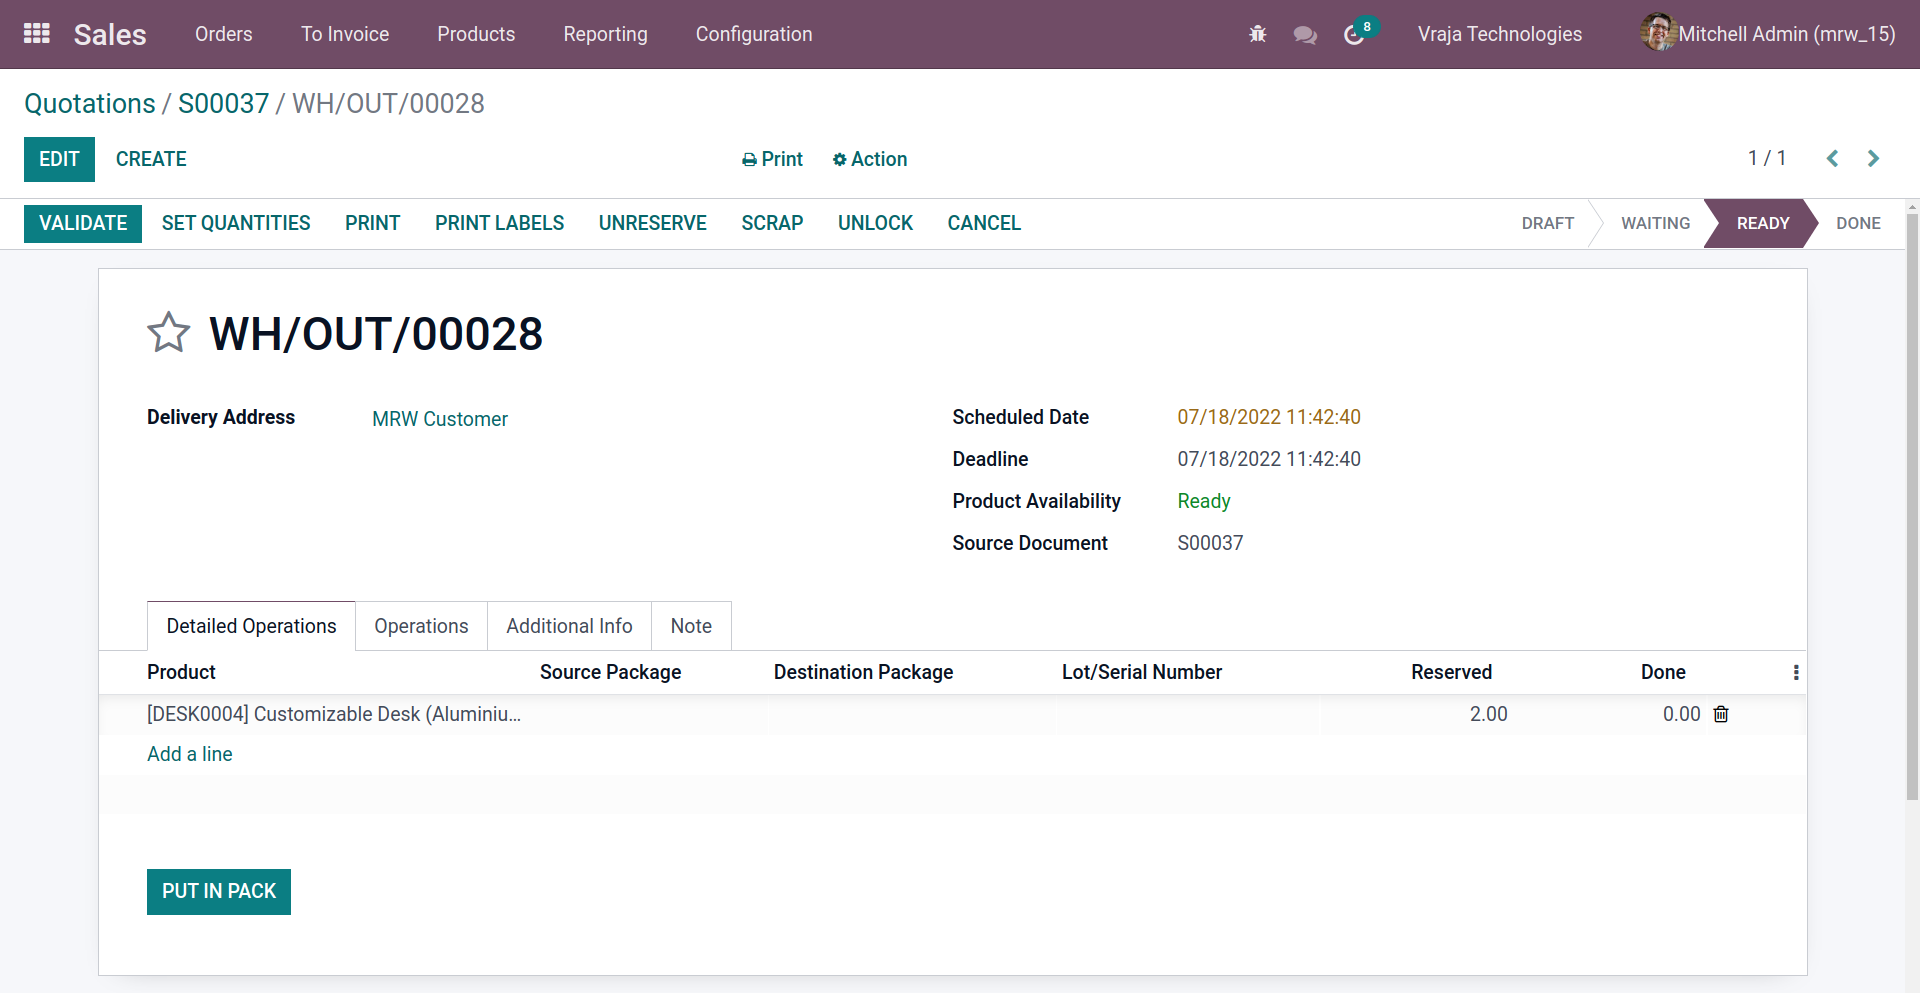 Sales Orders To Invoice Products Reporting Configuration 8 Vraja Technologies Mitchell Admin (mrw_15)
Quotations / S00037 / WH/OUT/00028
EDIT CREATE Print Action 1 / 1
VALIDATE SET QUANTITIES PRINT PRINT LABELS UNRESERVE SCRAP UNLOCK CANCEL DRAFT WAITING READY DONE
WH/OUT/00028
Delivery Address MRW Customer
Scheduled Date 07/18/2022 11:42:40
Deadline 07/18/2022 11:42:40
Product Availability Ready
Source Document S00037
Detailed Operations Operations Additional Info Note
Product Source Package Destination Package Lot/Serial Number Reserved Done
[DESK0004] Customizable Desk (Aluminiu... 2.00 0.00
Add a line
PUT IN PACK